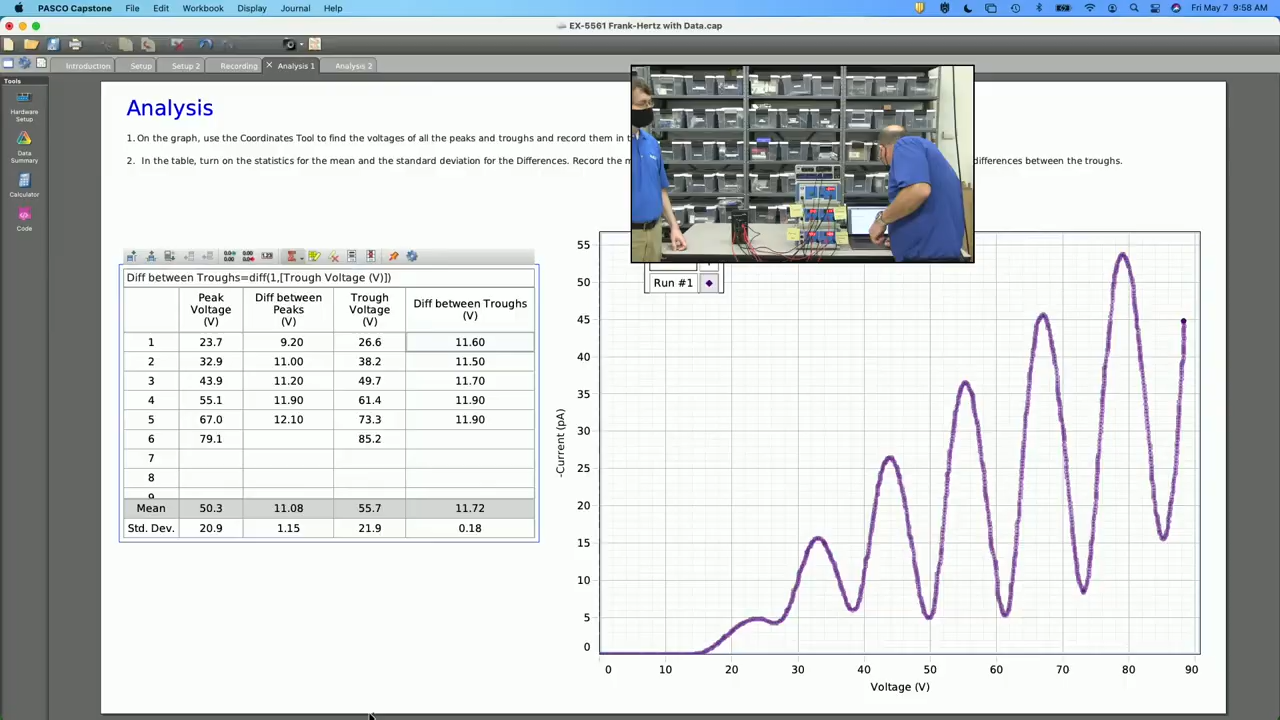 PASCO Capstone File Edit Workbook Display Journal Help Fri May 7 9:58 AM
EX-5561 Frank-Hertz with Data.cap
Introduction Setup Setup 2 Recording Analysis 1 Analysis 2
Tools
Hardware
Setup
Data
Summary
Calculator
Code
Analysis
1. On the graph, use the Coordinates Tool to find the voltages of all the peaks and troughs and record them in t
2. In the table, turn on the statistics for the mean and the standard deviation for the Differences. Record the m differences between the troughs.
Diff between Troughs=diff(1,[Trough Voltage (V)])
Peak Voltage (V) Diff between Peaks (V) Trough Voltage (V) Diff between Troughs (V)
1 23.7 9.20 26.6 11.60
2 32.9 11.00 38.2 11.50
3 43.9 11.20 49.7 11.70
4 55.1 11.90 61.4 11.90
5 67.0 12.10 73.3 11.90
6 79.1 85.2
7
8
9
Mean 50.3 11.08 55.7 11.72
Std. Dev. 20.9 1.15 21.9 0.18
Run #1
55
50
45
40
35
30
25
20
15
10
5
0
-Current (pA)
0 10 20 30 40 50 60 70 80 90
Voltage (V)